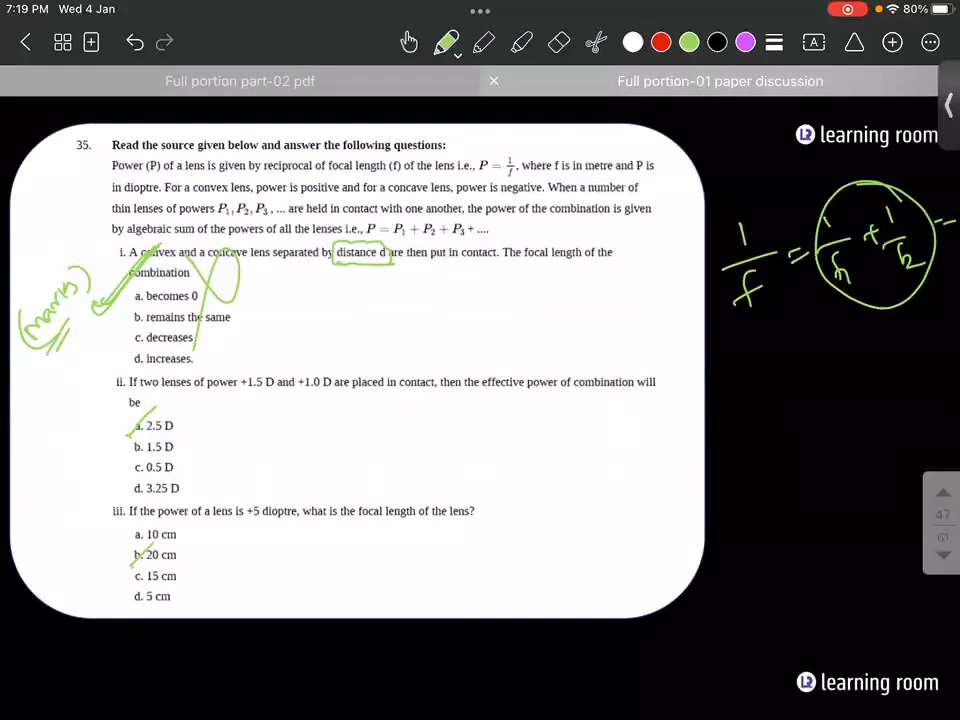 7:19 PM Wed 4 Jan
80%
A
Full portion part-02 pdf
Full portion-01 paper discussion
learning room
35. Read the source given below and answer the following questions:
Power (P) of a lens is given by reciprocal of focal length (f) of the lens i.e., P = 1/f, where f is in metre and P is
in dioptre. For a convex lens, power is positive and for a concave lens, power is negative. When a number of
thin lenses of powers P₁, P₂, P₃ , ... are held in contact with one another, the power of the combination is given
by algebraic sum of the powers of all the lenses i.e., P = P₁ + P₂ + P₃ + ....
i. A convex and a concave lens separated by distance d are then put in contact. The focal length of the
combination
a. becomes 0
b. remains the same
c. decreases
d. increases.
(marks)
1/f = 1/f₁ + 1/f₂ -
ii. If two lenses of power +1.5 D and +1.0 D are placed in contact, then the effective power of combination will
be
a. 2.5 D
b. 1.5 D
c. 0.5 D
d. 3.25 D
iii. If the power of a lens is +5 dioptre, what is the focal length of the lens?
a. 10 cm
b. 20 cm
c. 15 cm
d. 5 cm
47
learning room